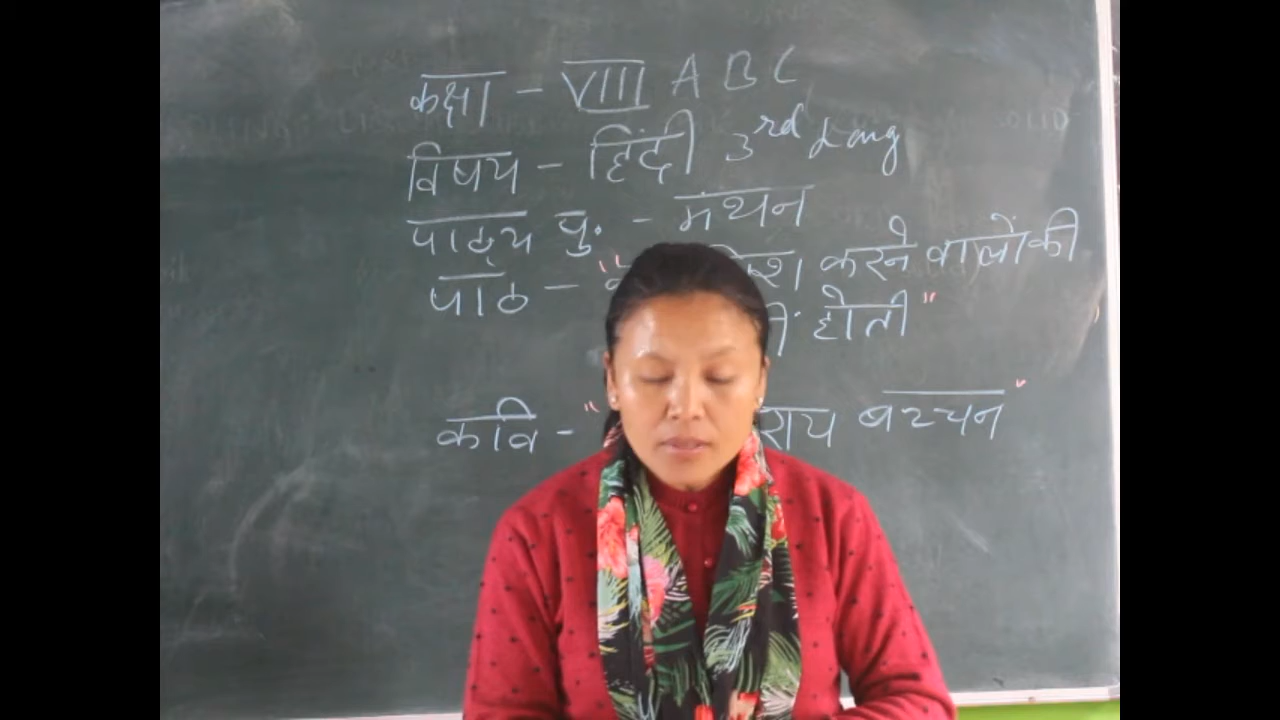 कक्षा - VIII A B C
विषय - हिंदी 3rd Lang
पाठ्य पु. - मंथन
पाठ - " करने वालों की
होती "
कवि - " राय बच्चन "